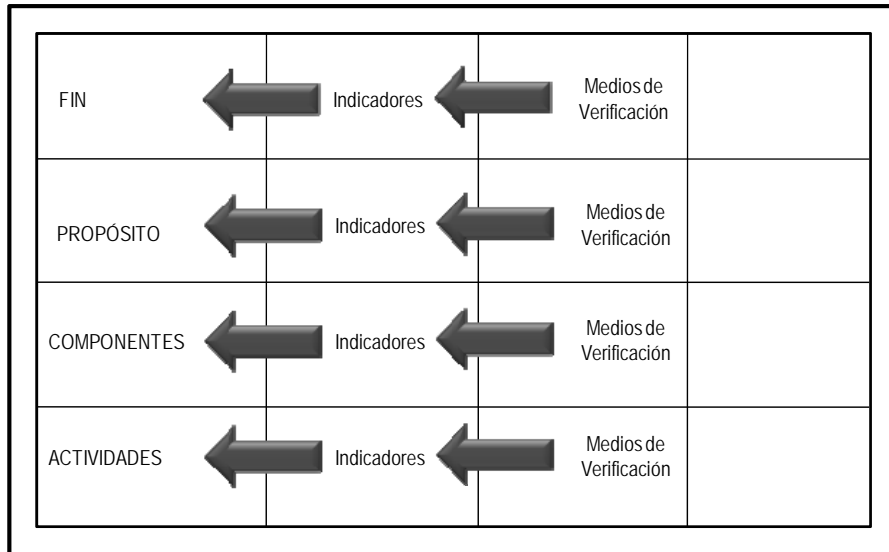 FIN
Indicadores
Medios de
Verificación
PROPÓSITO
Indicadores
Medios de
Verificación
COMPONENTES
Indicadores
Medios de
Verificación
ACTIVIDADES
Indicadores
Medios de
Verificación